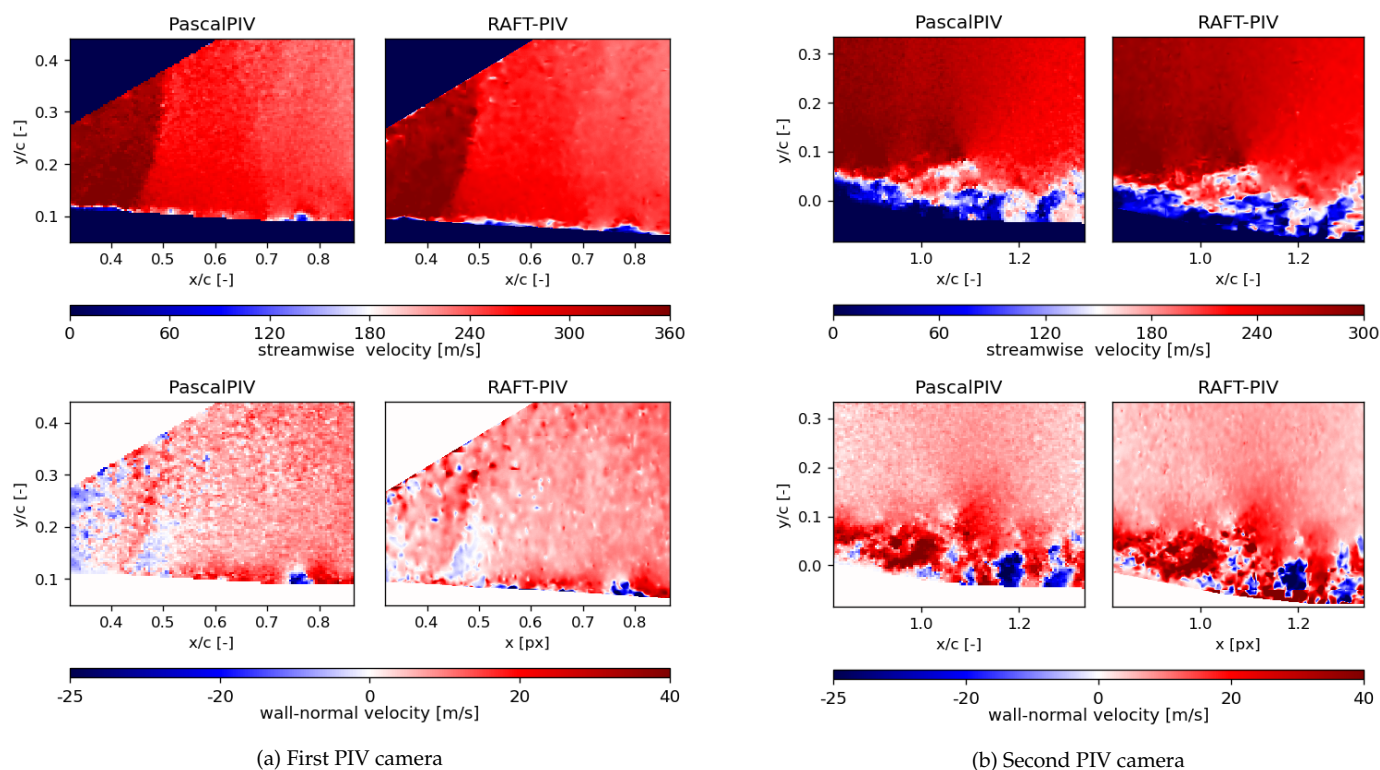 PascalPIV
RAFT-PIV
PascalPIV
RAFT-PIV
y/c [-]
0.4
0.3
0.2
0.1
0.4 0.5 0.6 0.7 0.8
x/c [-]
0.4 0.5 0.6 0.7 0.8
x/c [-]
y/c [-]
0.3
0.2
0.1
0.0
1.0 1.2
x/c [-]
1.0 1.2
x/c [-]
0 60 120 180 240 300 360
streamwise velocity [m/s]
0 60 120 180 240 300
streamwise velocity [m/s]
PascalPIV
RAFT-PIV
PascalPIV
RAFT-PIV
y/c [-]
0.4
0.3
0.2
0.1
0.4 0.5 0.6 0.7 0.8
x/c [-]
0.4 0.5 0.6 0.7 0.8
x [px]
y/c [-]
0.3
0.2
0.1
0.0
1.0 1.2
x/c [-]
1.0 1.2
x [px]
-25 -20 0 20 40
wall-normal velocity [m/s]
-25 -20 0 20 40
wall-normal velocity [m/s]
(a) First PIV camera
(b) Second PIV camera